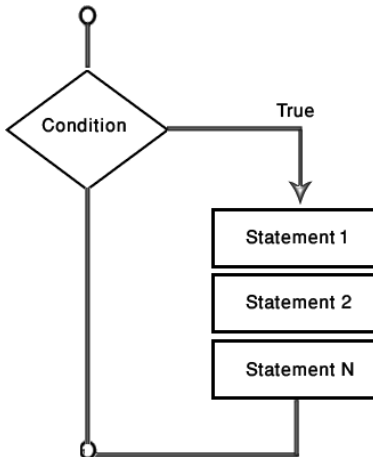 Condition
True
Statement 1
Statement 2
Statement N